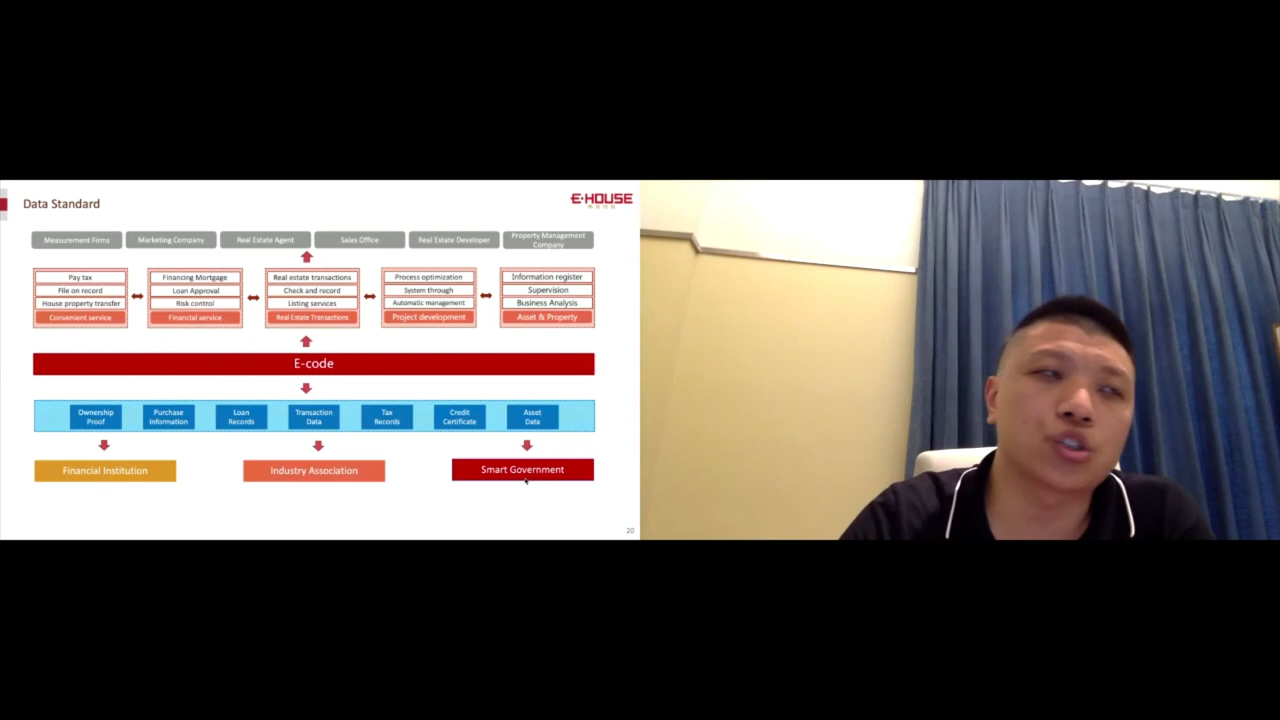 Data Standard
E-HOUSE
Measurement Firms
Marketing Company
Real Estate Agent
Sales Office
Real Estate Developer
Property Management
Company
Pay tax
File on record
House property transfer
Convenient service
Financing Mortgage
Loan Approval
Risk control
Financial service
Real estate transactions
Check and record
Listing services
Real Estate Transactions
Process optimization
System through
Automatic management
Project development
Information register
Supervision
Business Analysis
Asset & Property
E-code
Ownership
Proof
Purchase
Information
Loan
Records
Transaction
Data
Tax
Records
Credit
Certificate
Asset
Data
Financial Institution
Industry Association
Smart Government
20